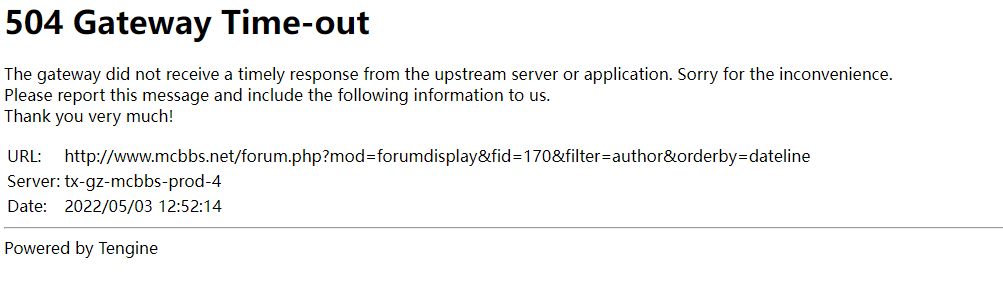 504 Gateway Time-out
The gateway did not receive a timely response from the upstream server or application. Sorry for the inconvenience.
Please report this message and include the following information to us.
Thank you very much!
URL: http://www.mcbbs.net/forum.php?mod=forumdisplay&fid=170&filter=author&orderby=dateline
Server: tx-gz-mcbbs-prod-4
Date: 2022/05/03 12:52:14
Powered by Tengine